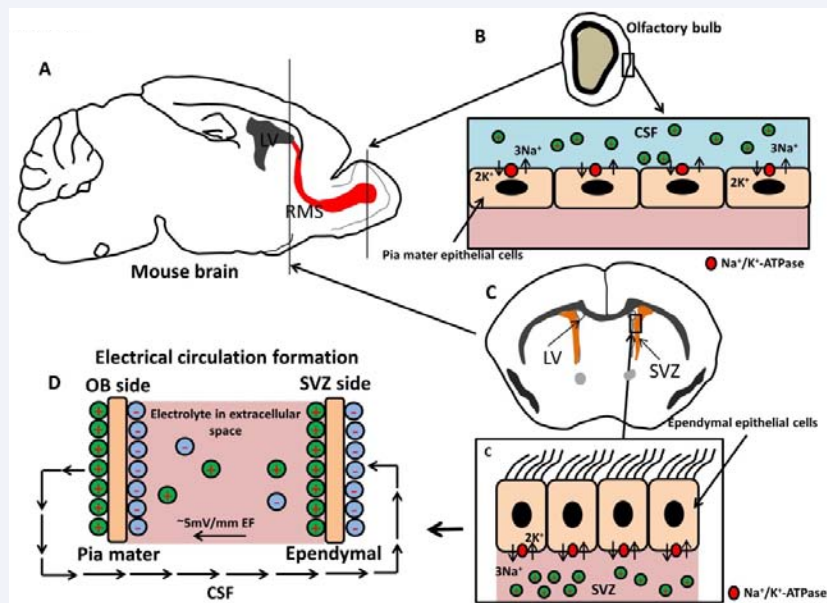 A
LV
RMS
Mouse brain
B
Olfactory bulb
CSF
3Na⁺
3Na⁺
2K⁺
2K⁺
Pia mater epithelial cells
Na⁺/K⁺-ATPase
C
LV
SVZ
Ependymal epithelial cells
C
2K⁺
3Na⁺
SVZ
Na⁺/K⁺-ATPase
Electrical circulation formation
D
OB side
SVZ side
Electrolyte in extracellular
space
~5mV/mm EF
Pia mater
Ependymal
CSF